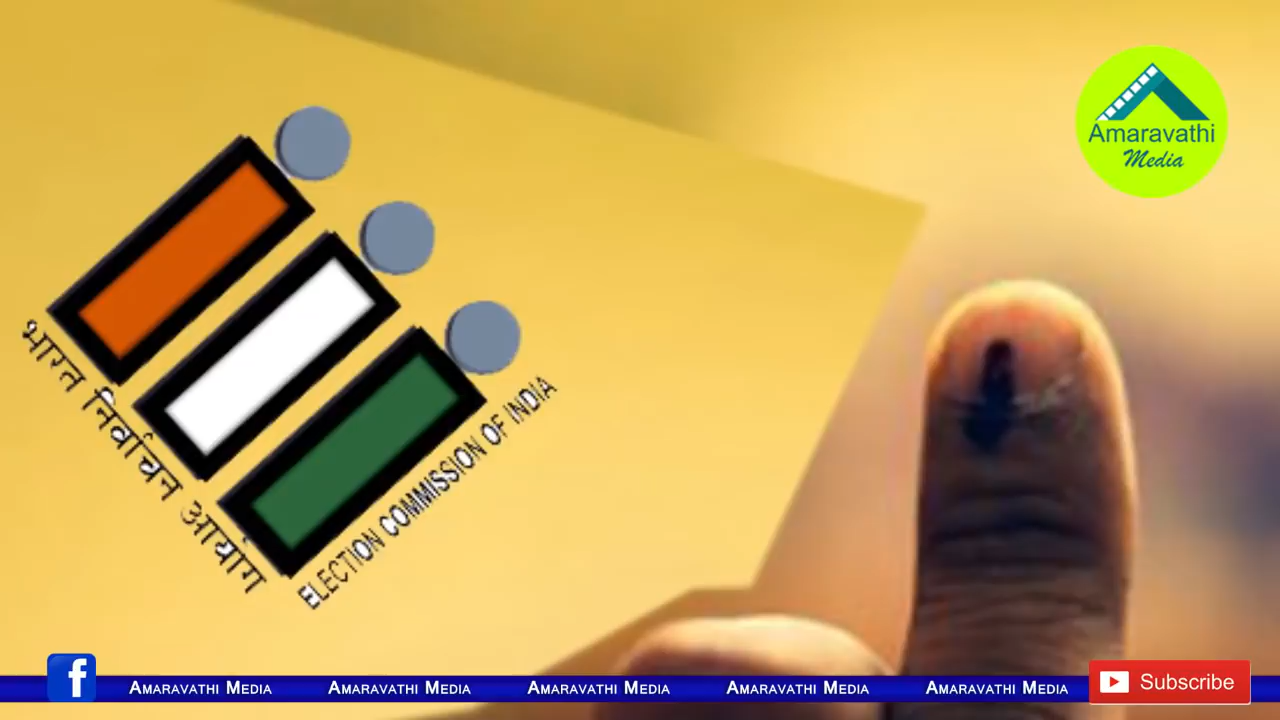 Amaravathi
Media
भारत निर्वाचन आयोग
ELECTION COMMISSION OF INDIA
f
AMARAVATHI MEDIA AMARAVATHI MEDIA AMARAVATHI MEDIA AMARAVATHI MEDIA AMARAVATHI MEDIA
Subscribe